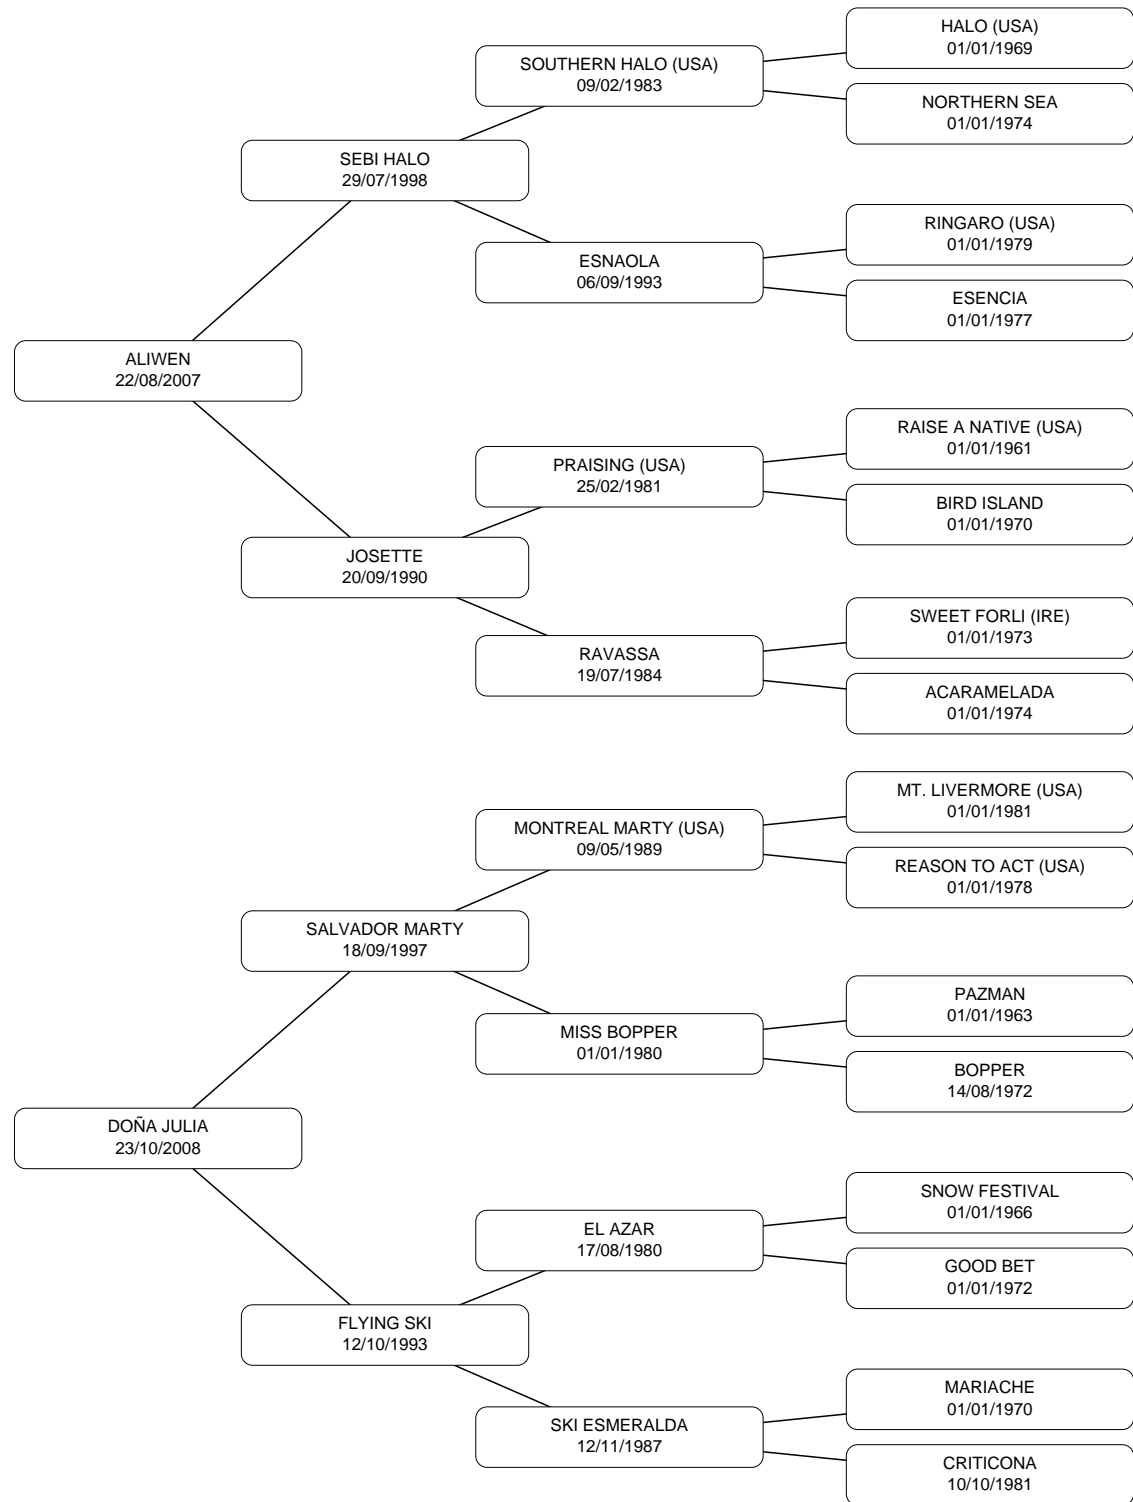 HALO (USA)
01/01/1969
SOUTHERN HALO (USA)
09/02/1983
NORTHERN SEA
01/01/1974
SEBI HALO
29/07/1998
RINGARO (USA)
01/01/1979
ESNAOLA
06/09/1993
ESENCIA
01/01/1977
ALIWEN
22/08/2007
RAISE A NATIVE (USA)
01/01/1961
PRAISING (USA)
25/02/1981
BIRD ISLAND
01/01/1970
JOSETTE
20/09/1990
SWEET FORLI (IRE)
01/01/1973
RAVASSA
19/07/1984
ACARAMELADA
01/01/1974
MT. LIVERMORE (USA)
01/01/1981
MONTREAL MARTY (USA)
09/05/1989
REASON TO ACT (USA)
01/01/1978
SALVADOR MARTY
18/09/1997
PAZMAN
01/01/1963
MISS BOPPER
01/01/1980
BOPPER
14/08/1972
DOÑA JULIA
23/10/2008
SNOW FESTIVAL
01/01/1966
EL AZAR
17/08/1980
GOOD BET
01/01/1972
FLYING SKI
12/10/1993
MARIACHE
01/01/1970
SKI ESMERALDA
12/11/1987
CRITICONA
10/10/1981